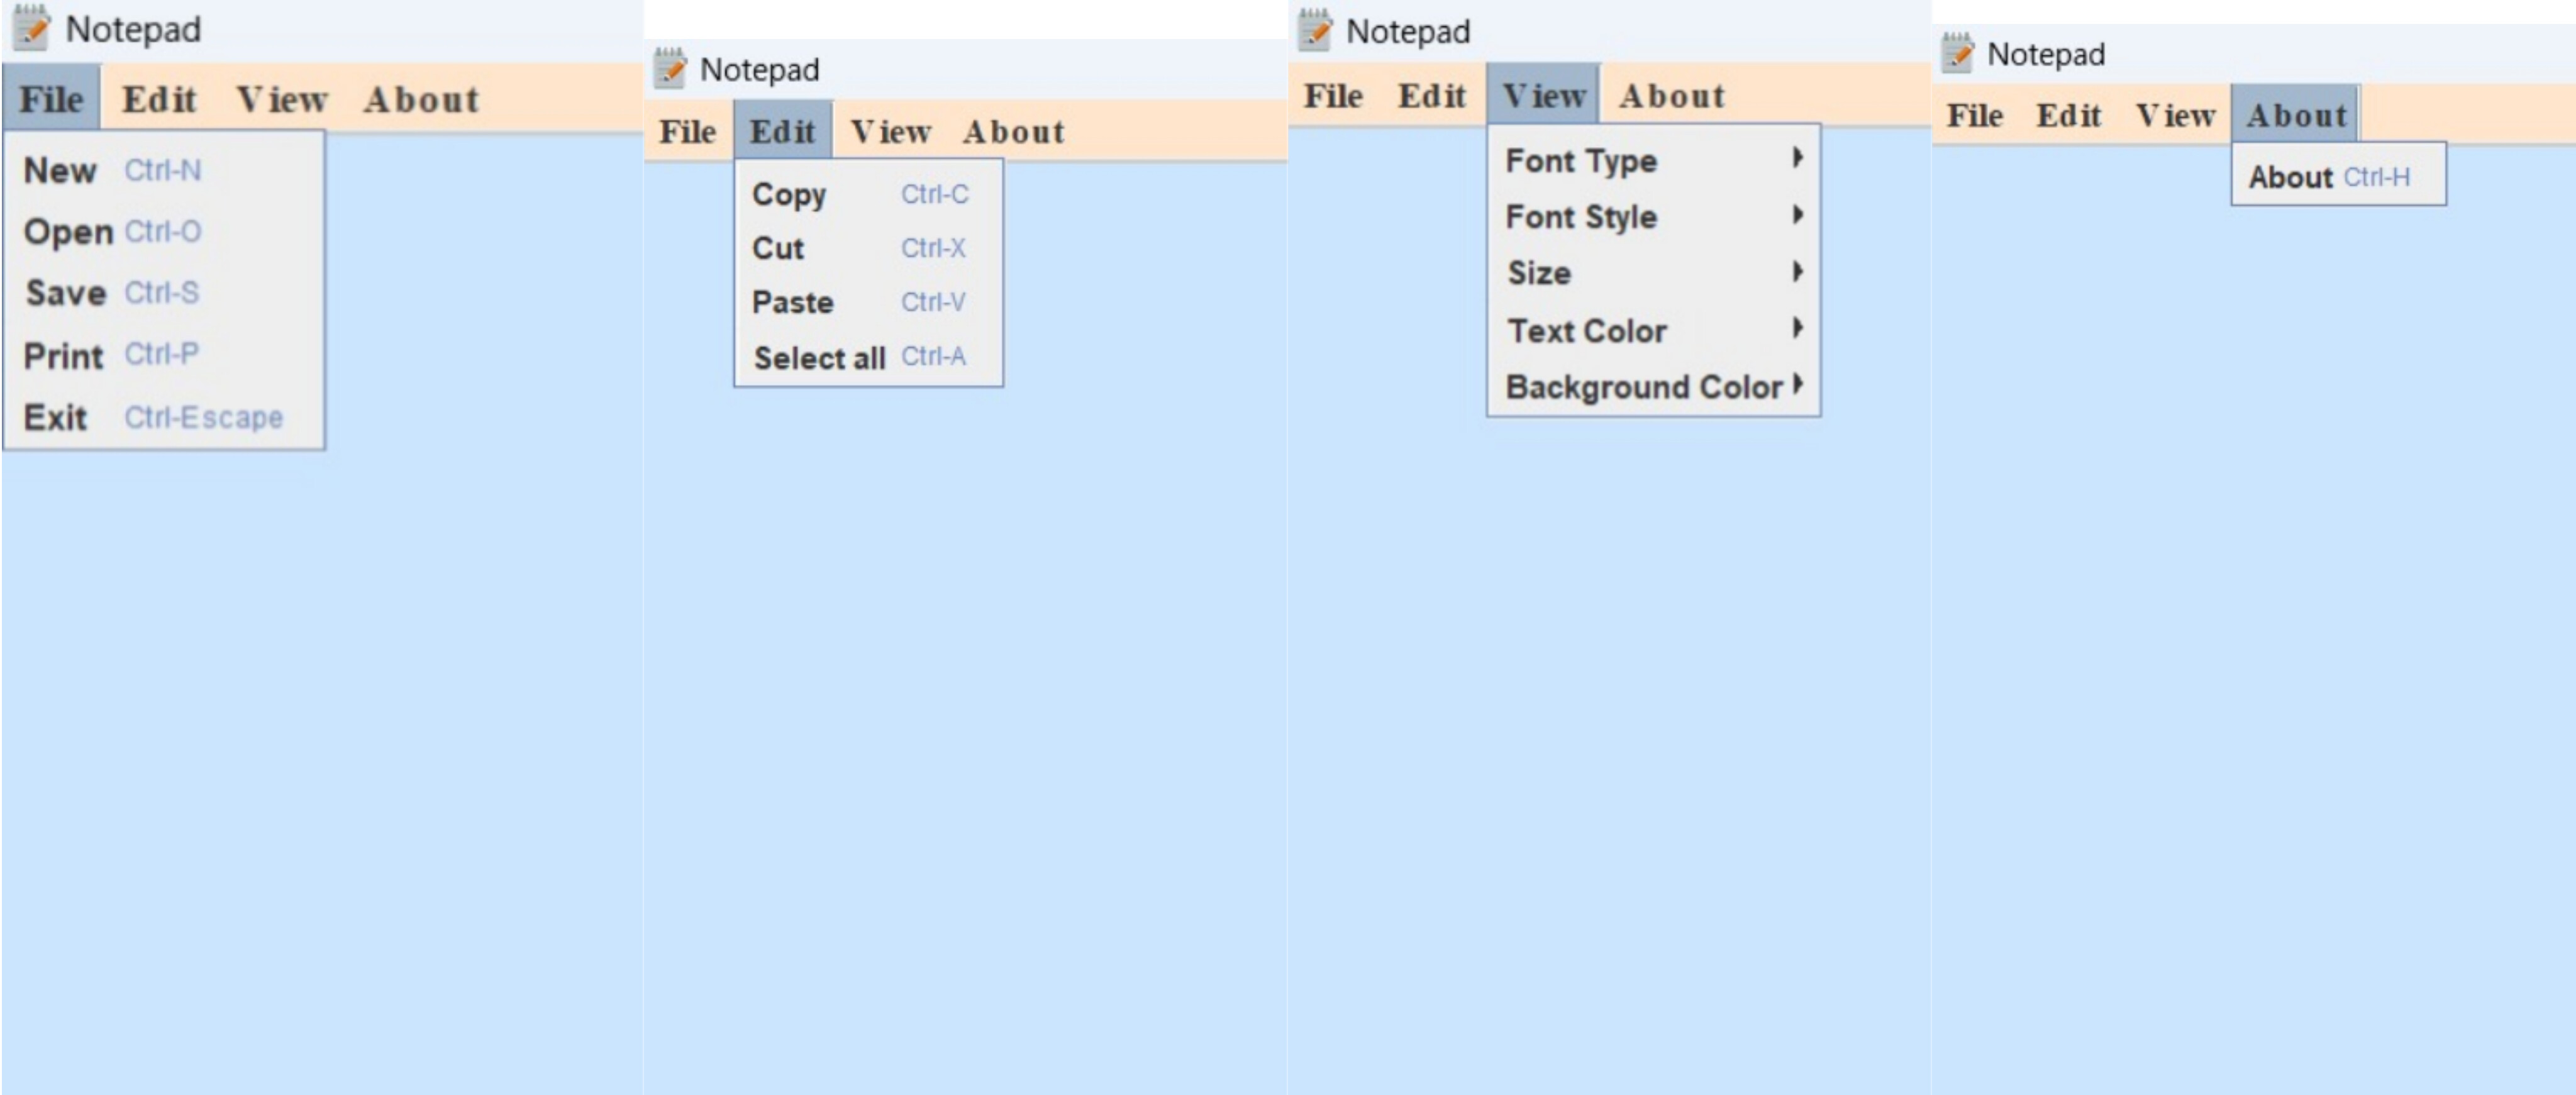 Notepad
File Edit View About
New Ctrl-N
Open Ctrl-O
Save Ctrl-S
Print Ctrl-P
Exit Ctrl-Escape
Notepad
File Edit View About
Copy Ctrl-C
Cut Ctrl-X
Paste Ctrl-V
Select all Ctrl-A
Notepad
File Edit View About
Font Type
Font Style
Size
Text Color
Background Color
Notepad
File Edit View About
About Ctrl-H